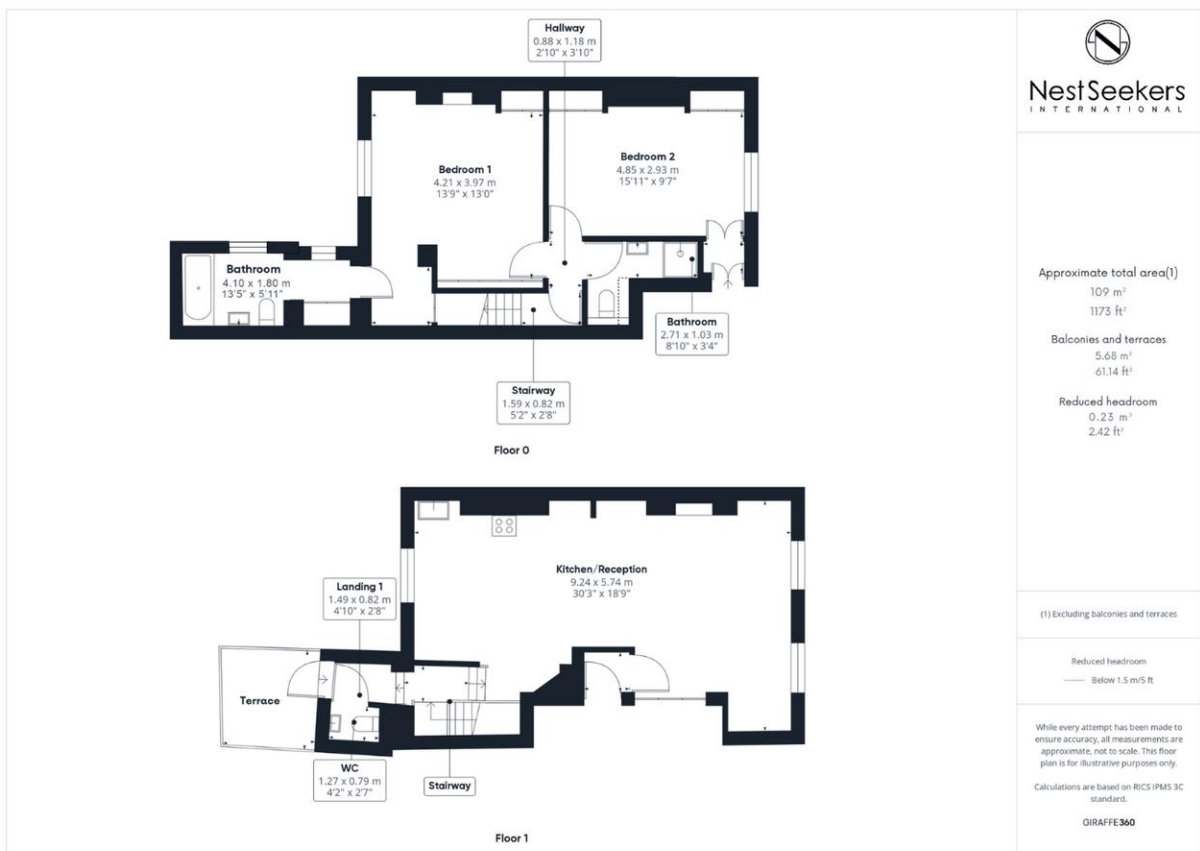 Hallway
0.88 x 1.18 m
2'10" x 3'10"
Bedroom 1
4.21 x 3.97 m
13'9" x 13'0"
Bedroom 2
4.85 x 2.93 m
15'11" x 9'7"
Bathroom
4.10 x 1.80 m
13'5" x 5'11"
Bathroom
2.71 x 1.03 m
8'10" x 3'4"
Stairway
1.59 x 0.82 m
5'2" x 2'8"
Floor 0
Kitchen/Reception
9.24 x 5.74 m
30'3" x 18'9"
Landing 1
1.49 x 0.82 m
4'10" x 2'8"
Terrace
WC
1.27 x 0.79 m
4'2" x 2'7"
Stairway
Floor 1
NestSeekers
INTERNATIONAL
Approximate total area(1)
109 m²
1173 ft²
Balconies and terraces
5.68 m²
61.14 ft²
Reduced headroom
0.23 m²
2.42 ft²
(1) Excluding balconies and terraces
Reduced headroom
Below 1.5 m/5 ft
While every attempt has been made to
ensure accuracy, all measurements are
approximate, not to scale. This floor
plan is for illustrative purposes only.
Calculations are based on RICS IPMS 3C
standard.
GIRAFFE360